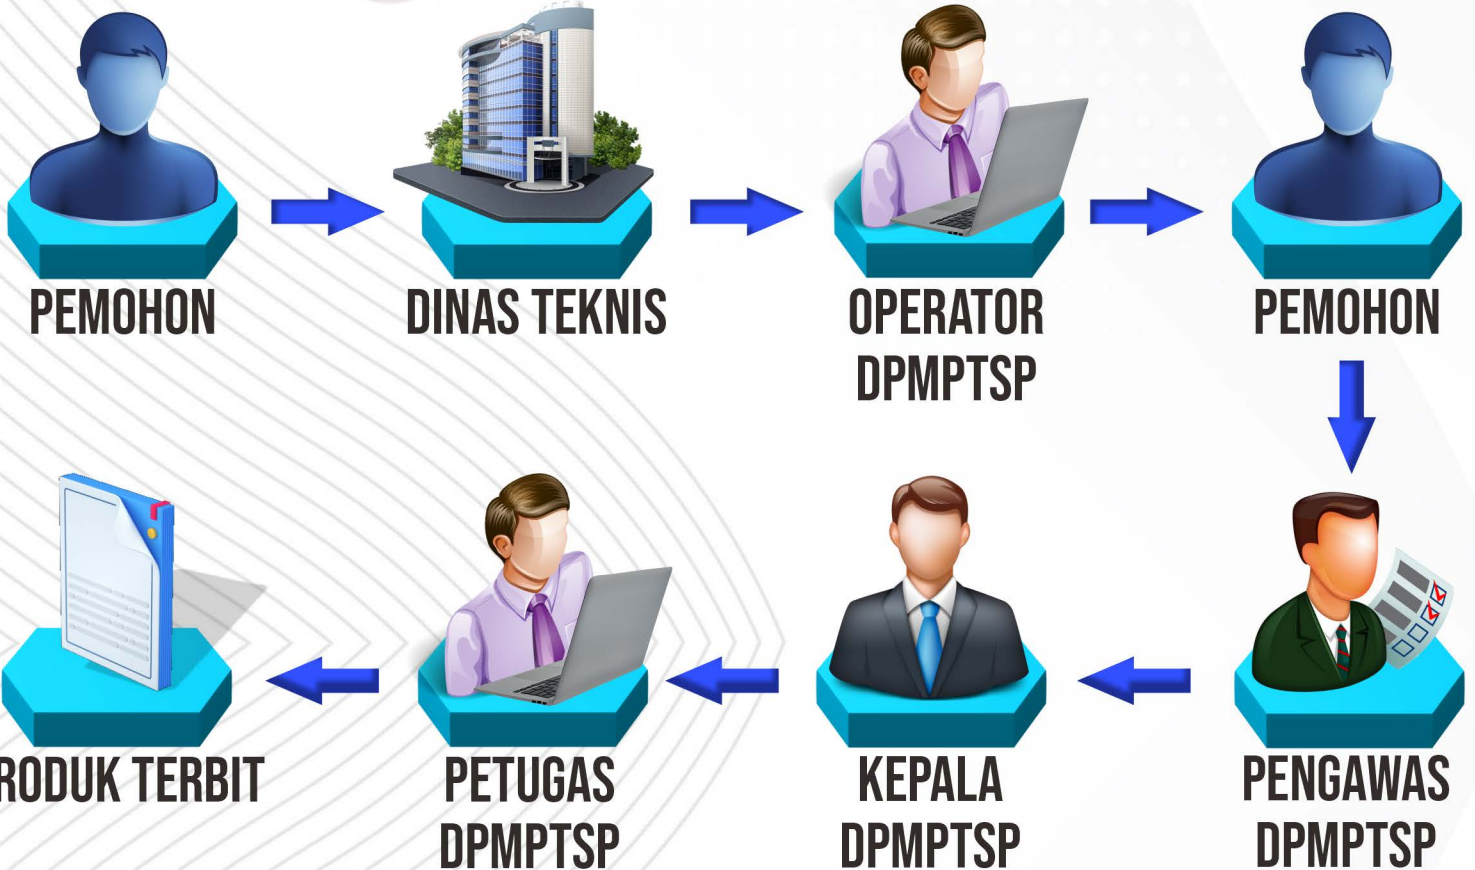 PEMOHON
DINAS TEKNIS
OPERATOR
DPMPTSP
PEMOHON
RODUK TERBIT
PETUGAS
DPMPTSP
KEPALA
DPMPTSP
PENGAWAS
DPMPTSP